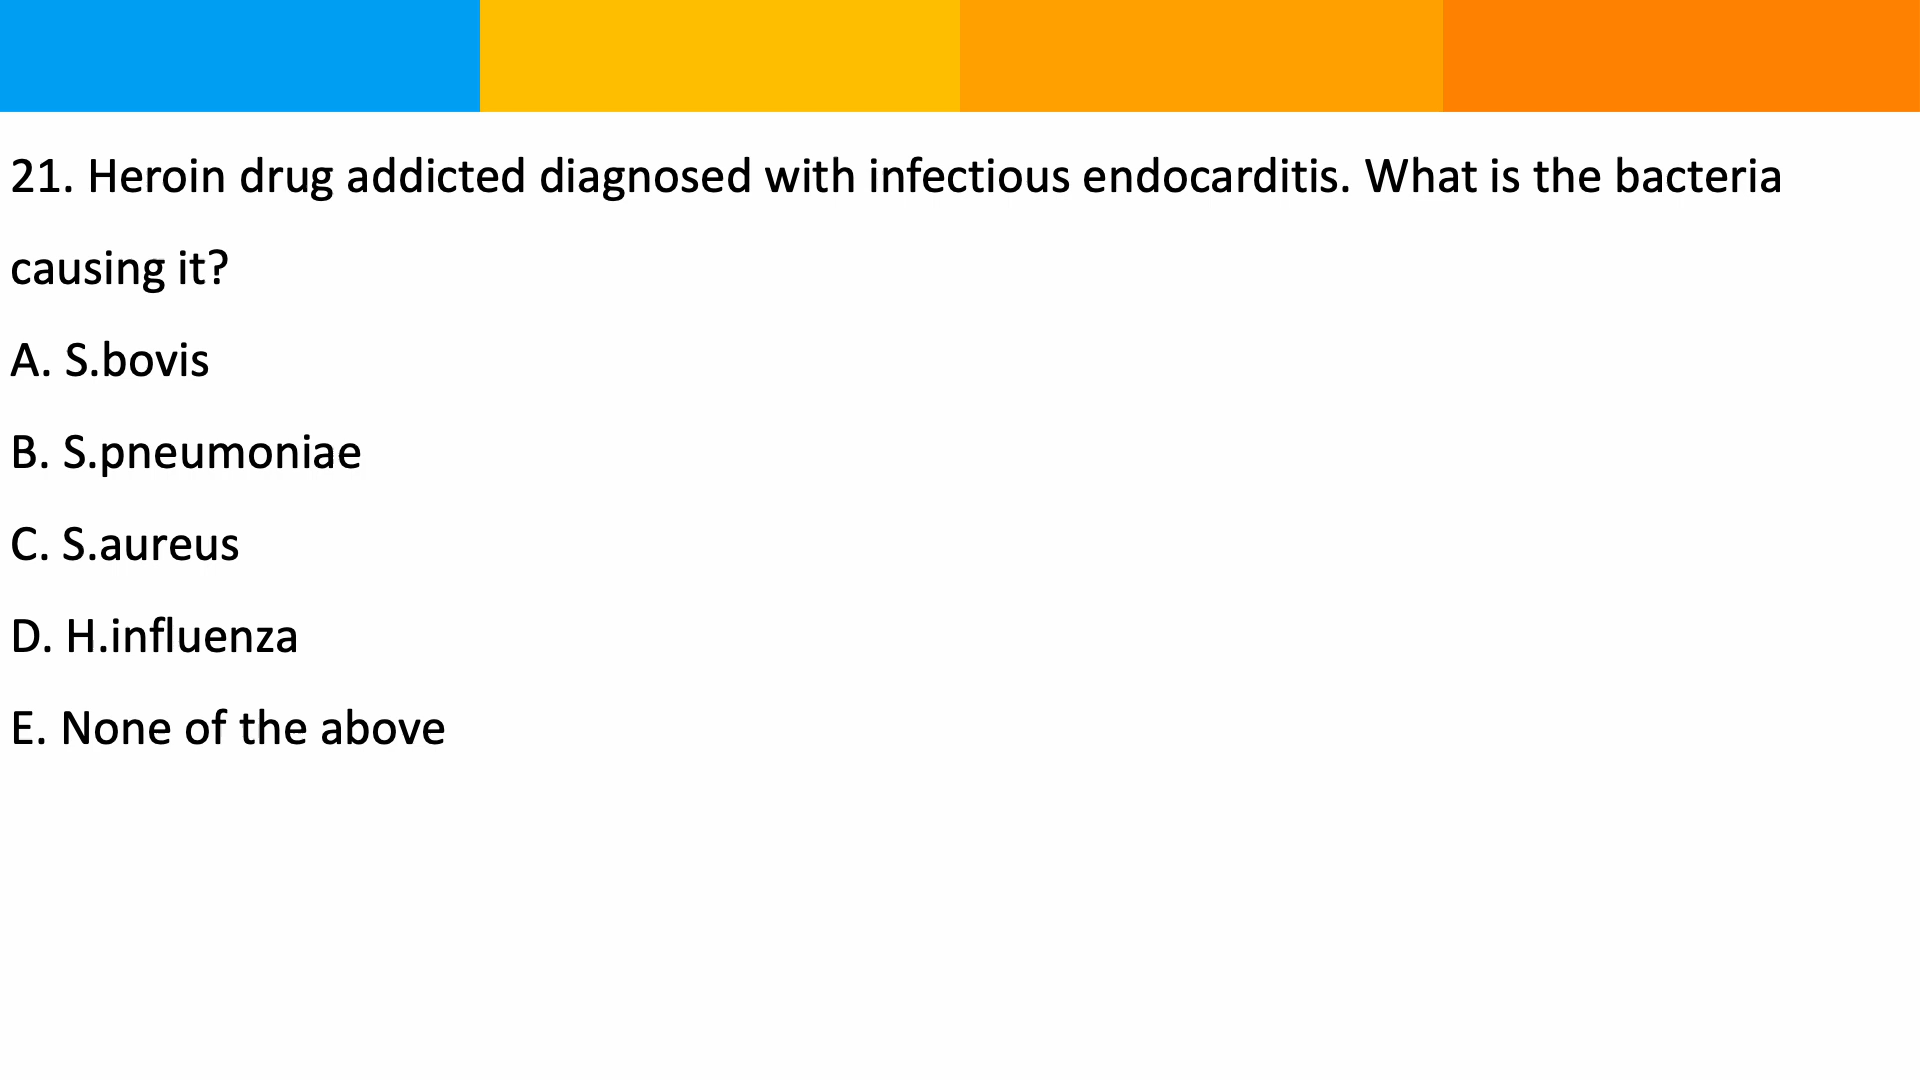 21. Heroin drug addicted diagnosed with infectious endocarditis. What is the bacteria
causing it?
A. S.bovis
B. S.pneumoniae
C. S.aureus
D. H.influenza
E. None of the above